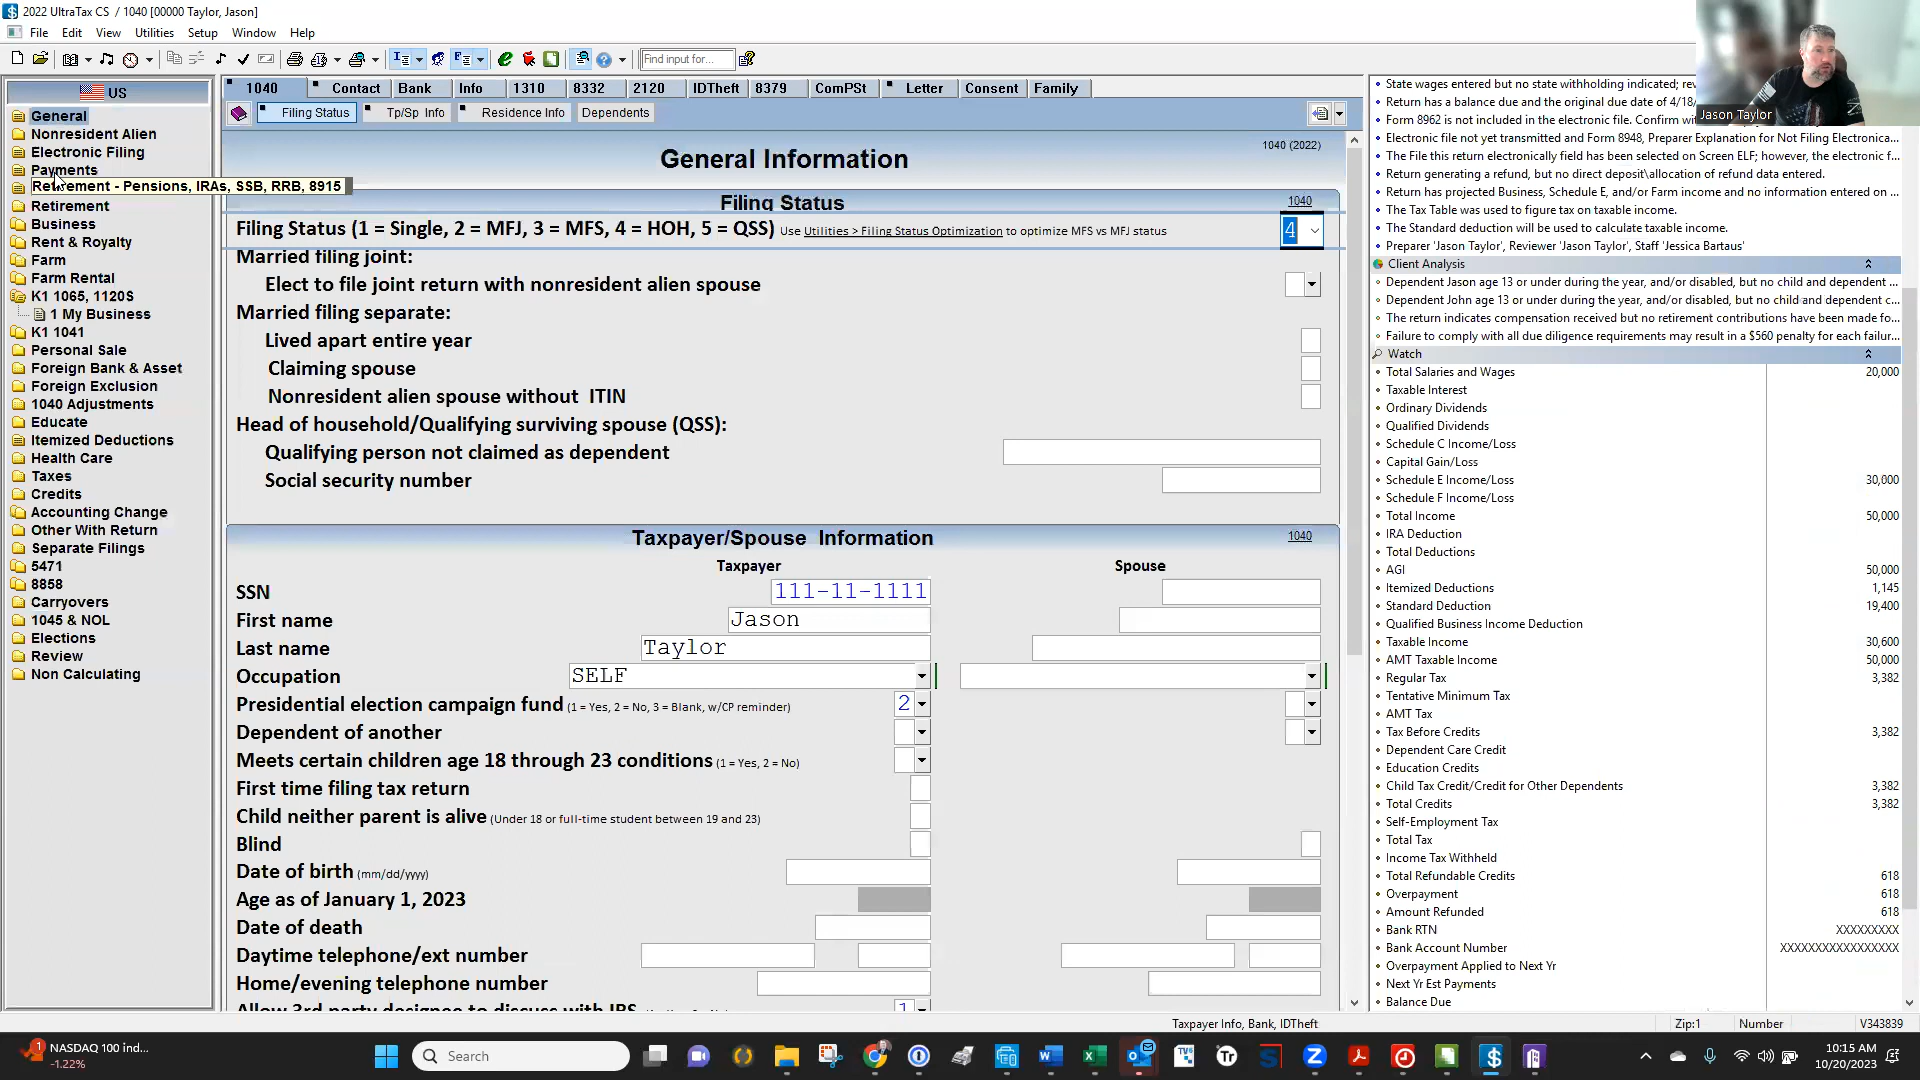 2022 UltraTax CS / 1040 [00000 Taylor, Jason]
File Edit View Utilities Setup Window Help
Find input for...
US
General
Nonresident Alien
Electronic Filing
Payments
Retirement - Pensions, IRAs, SSB, RRB, 8915
Retirement
Business
Rent & Royalty
Farm
Farm Rental
K1 1065, 1120S
1 My Business
K1 1041
Personal Sale
Foreign Bank & Asset
Foreign Exclusion
1040 Adjustments
Educate
Itemized Deductions
Health Care
Taxes
Credits
Accounting Change
Other With Return
Separate Filings
5471
8858
Carryovers
1045 & NOL
Elections
Review
Non Calculating
1040 Contact Bank Info 1310 8332 2120 IDTheft 8379 ComPSt Letter Consent Family
Filing Status Tp/Sp Info Residence Info Dependents
General Information
1040 (2022)
Filing Status
1040
Filing Status (1 = Single, 2 = MFJ, 3 = MFS, 4 = HOH, 5 = QSS) Use Utilities > Filing Status Optimization to optimize MFS vs MFJ status 4
Married filing joint:
Elect to file joint return with nonresident alien spouse
Married filing separate:
Lived apart entire year
Claiming spouse
Nonresident alien spouse without ITIN
Head of household/Qualifying surviving spouse (QSS):
Qualifying person not claimed as dependent
Social security number
Taxpayer/Spouse Information
1040
Taxpayer Spouse
SSN 111-11-1111
First name Jason
Last name Taylor
Occupation SELF
Presidential election campaign fund (1 = Yes, 2 = No, 3 = Blank, w/CP reminder) 2
Dependent of another
Meets certain children age 18 through 23 conditions (1 = Yes, 2 = No)
First time filing tax return
Child neither parent is alive (Under 18 or full-time student between 19 and 23)
Blind
Date of birth (mm/dd/yyyy)
Age as of January 1, 2023
Date of death
Daytime telephone/ext number
Home/evening telephone number
Allow 3rd party designee to discuss with IRS 1
State wages entered but no state withholding indicated; rev
Return has a balance due and the original due date of 4/18/
Form 8962 is not included in the electronic file. Confirm wit
Electronic file not yet transmitted and Form 8948, Preparer Explanation for Not Filing Electronica...
The File this return electronically field has been selected on Screen ELF; however, the electronic f...
Return generating a refund, but no direct deposit\allocation of refund data entered.
Return has projected Business, Schedule E, and/or Farm income and no information entered on ...
The Tax Table was used to figure tax on taxable income.
The Standard deduction will be used to calculate taxable income.
Preparer 'Jason Taylor', Reviewer 'Jason Taylor', Staff 'Jessica Bartaus'
Client Analysis
Dependent Jason age 13 or under during the year, and/or disabled, but no child and dependent ...
Dependent John age 13 or under during the year, and/or disabled, but no child and dependent c...
The return indicates compensation received but no retirement contributions have been made fo...
Failure to comply with all due diligence requirements may result in a $560 penalty for each failur...
Watch
Total Salaries and Wages 20,000
Taxable Interest
Ordinary Dividends
Qualified Dividends
Schedule C Income/Loss
Capital Gain/Loss
Schedule E Income/Loss 30,000
Schedule F Income/Loss
Total Income 50,000
IRA Deduction
Total Deductions
AGI 50,000
Itemized Deductions 1,145
Standard Deduction 19,400
Qualified Business Income Deduction
Taxable Income 30,600
AMT Taxable Income 50,000
Regular Tax 3,382
Tentative Minimum Tax
AMT Tax
Tax Before Credits 3,382
Dependent Care Credit
Education Credits
Child Tax Credit/Credit for Other Dependents 3,382
Total Credits 3,382
Self-Employment Tax
Total Tax
Income Tax Withheld
Total Refundable Credits 618
Overpayment 618
Amount Refunded 618
Bank RTN XXXXXXXXX
Bank Account Number XXXXXXXXXXXXXXXXX
Overpayment Applied to Next Yr
Next Yr Est Payments
Balance Due
Jason Taylor
Taxpayer Info, Bank, IDTheft Zip:1 Number V343839
1
NASDAQ 100 ind...
-1.22%
Search
10:15 AM
10/20/2023